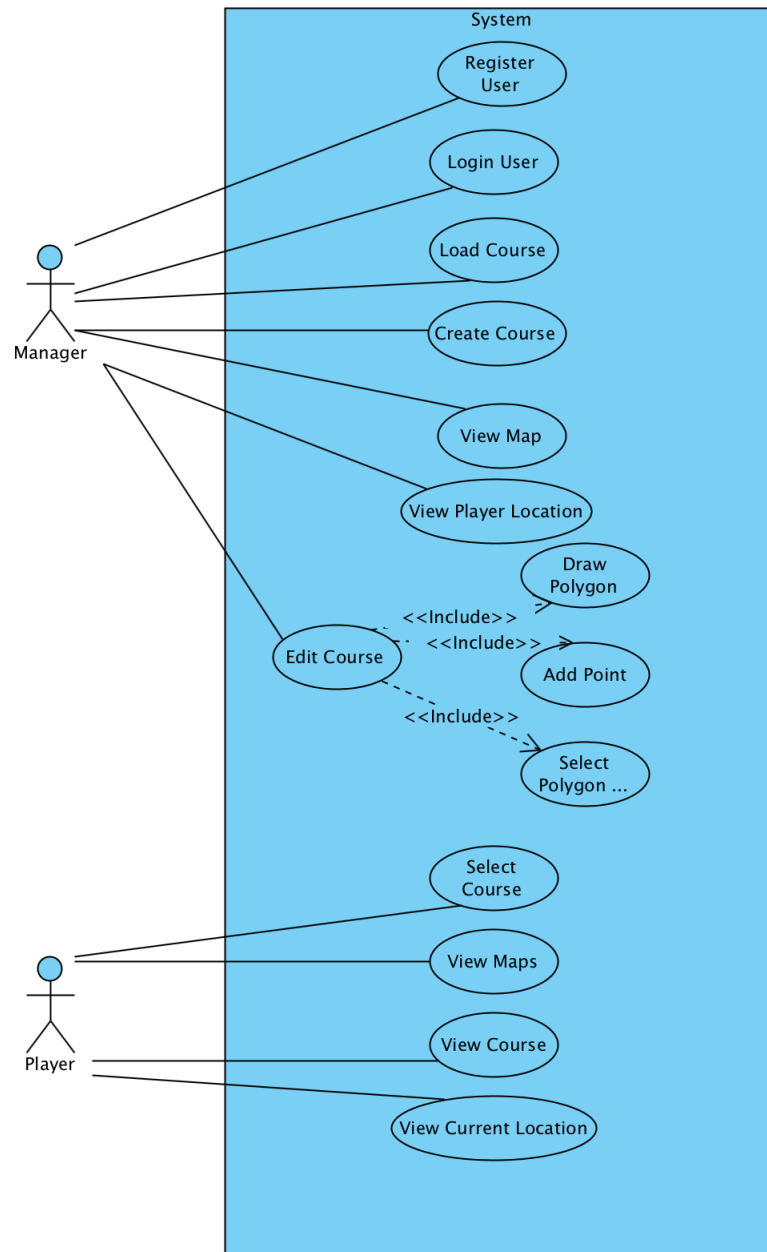 System
Register
User
Login User
Load Course
Create Course
Manager
View Map
View Player Location
Draw
Polygon
<<Include>>
<<Include>>
Edit Course
Add Point
<<Include>>
Select
Polygon ...
Select
Course
View Maps
View Course
Player
View Current Location